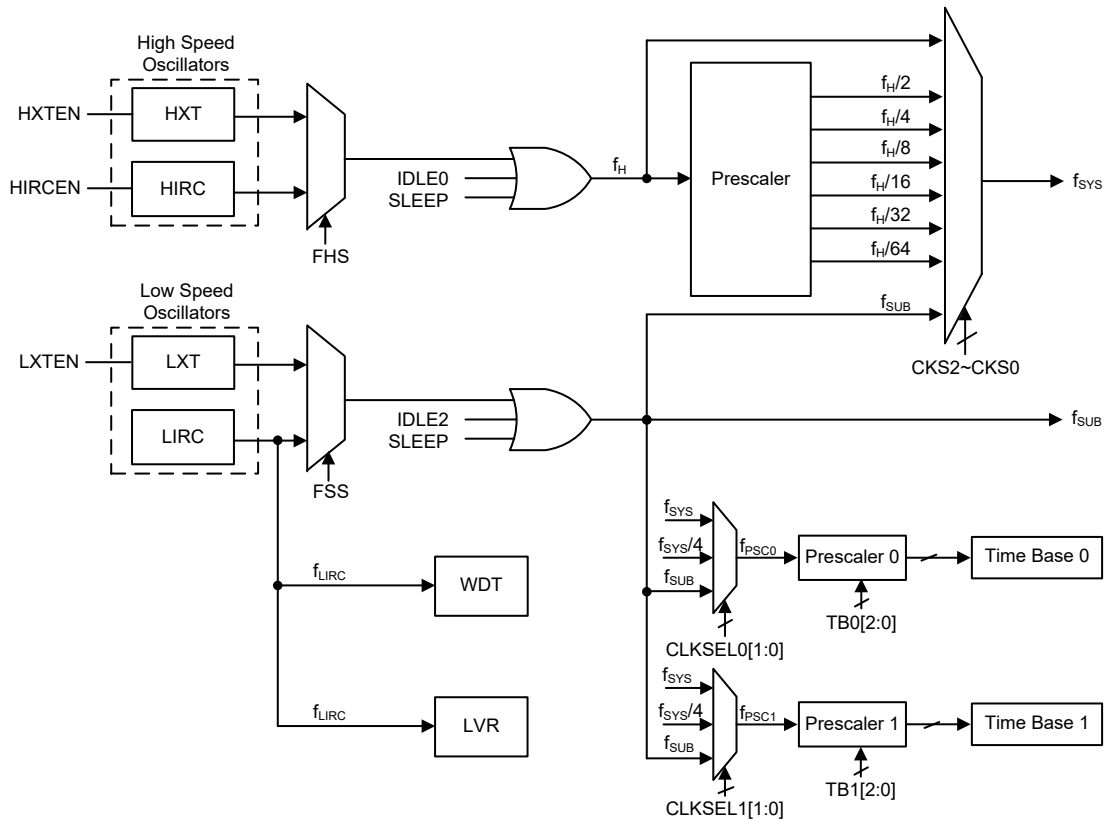 High Speed
Oscillators
HXTEN
HXT
HIRCEN
HIRC
FHS
IDLE0
SLEEP
fH
Prescaler
fH/2
fH/4
fH/8
fH/16
fH/32
fH/64
fSUB
CKS2~CKS0
fSYS
Low Speed
Oscillators
LXTEN
LXT
LIRC
FSS
IDLE2
SLEEP
fSUB
fLIRC
WDT
fLIRC
LVR
fSYS
fSYS/4
fSUB
fPSC0
CLKSEL0[1:0]
Prescaler 0
TB0[2:0]
Time Base 0
fSYS
fSYS/4
fSUB
fPSC1
CLKSEL1[1:0]
Prescaler 1
TB1[2:0]
Time Base 1